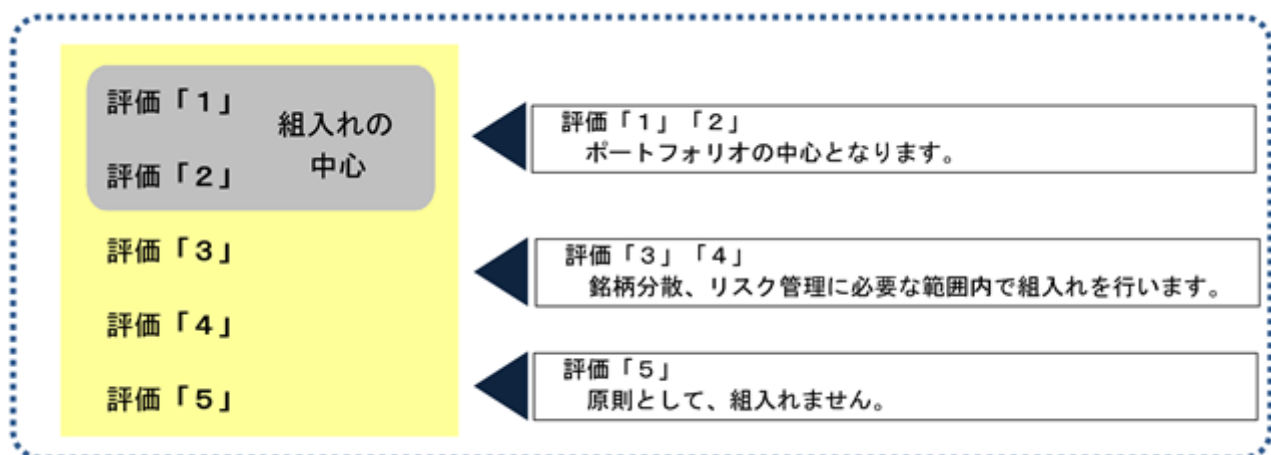 評価「1」
組入れの
中心
評価「2」
評価「3」
評価「4」
評価「5」
評価「1」「2」
ポートフォリオの中心となります。
評価「3」「4」
銘柄分散、リスク管理に必要な範囲内で組入れを行います。
評価「5」
原則として、組入れません。